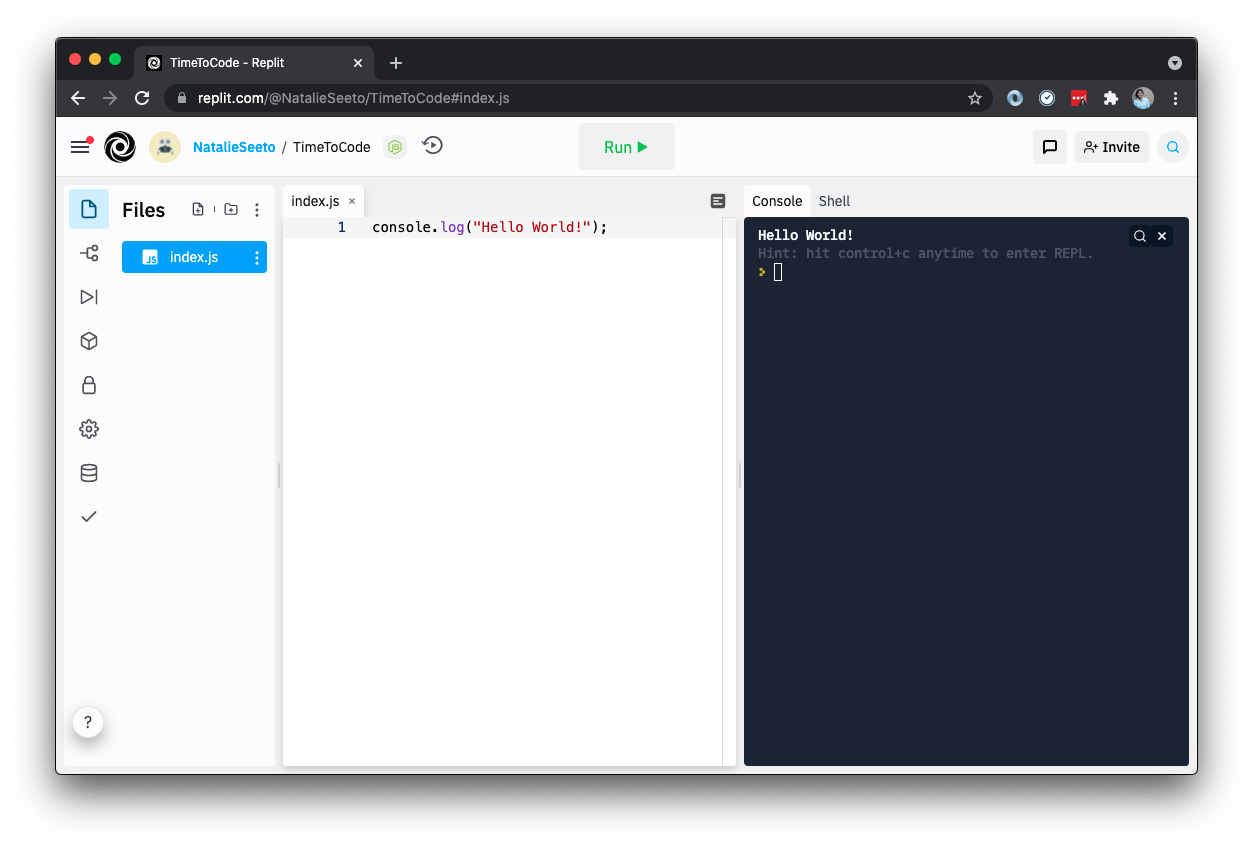 TimeToCode - Replit
replit.com/@NatalieSeeto/TimeToCode#index.js
NatalieSeeto / TimeToCode
JS
Run
Invite
Files
index.js ×
Console
Shell
JS index.js
1 console.log("Hello World!");
Hello World!
Hint: hit control+c anytime to enter REPL.
?